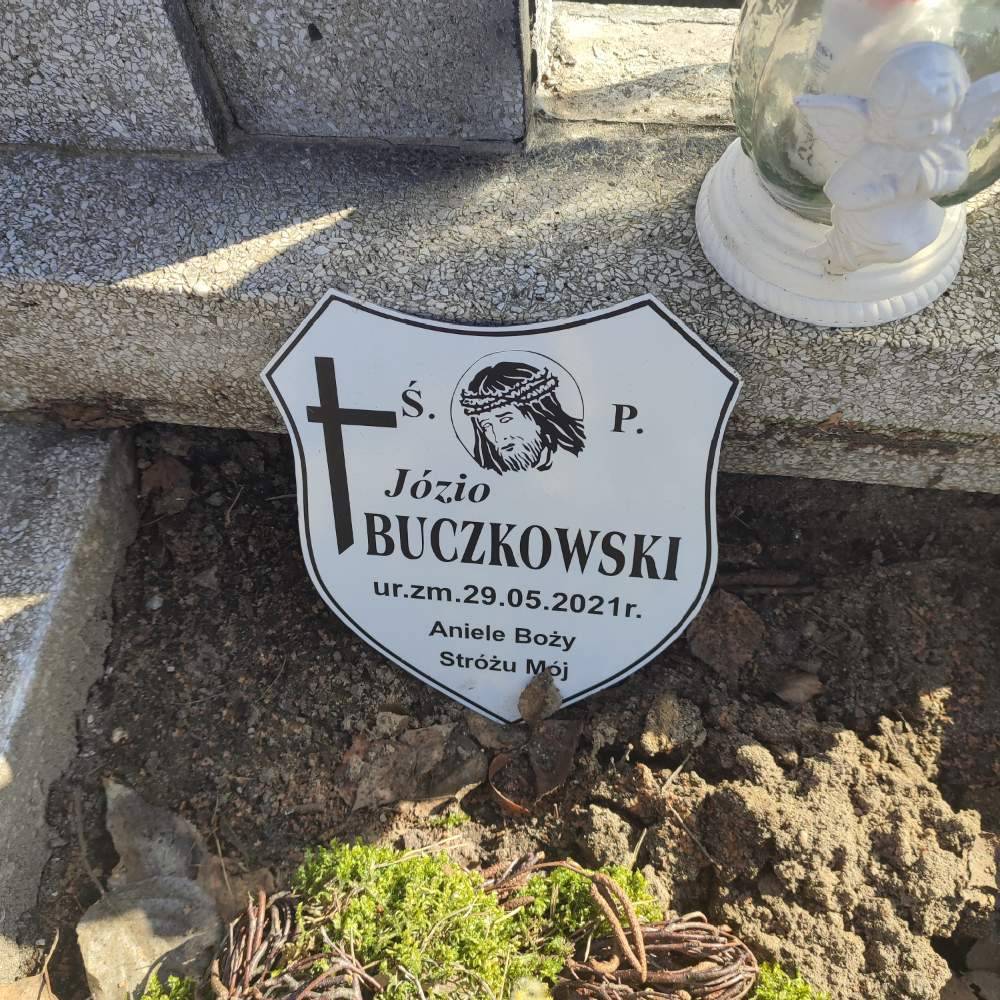 Ś. P.
Józio
BUCZKOWSKI
ur.zm.29.05.2021r.
Aniele Boży
Stróżu Mój